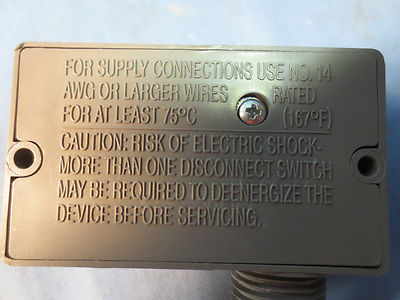 FOR SUPPLY CONNECTIONS USE NO. 14
AWG OR LARGER WIRES RATED
FOR AT LEAST 75°C (167°F)
CAUTION: RISK OF ELECTRIC SHOCK-
MORE THAN ONE DISCONNECT SWITCH
MAY BE REQUIRED TO DEENERGIZE THE
DEVICE BEFORE SERVICING.